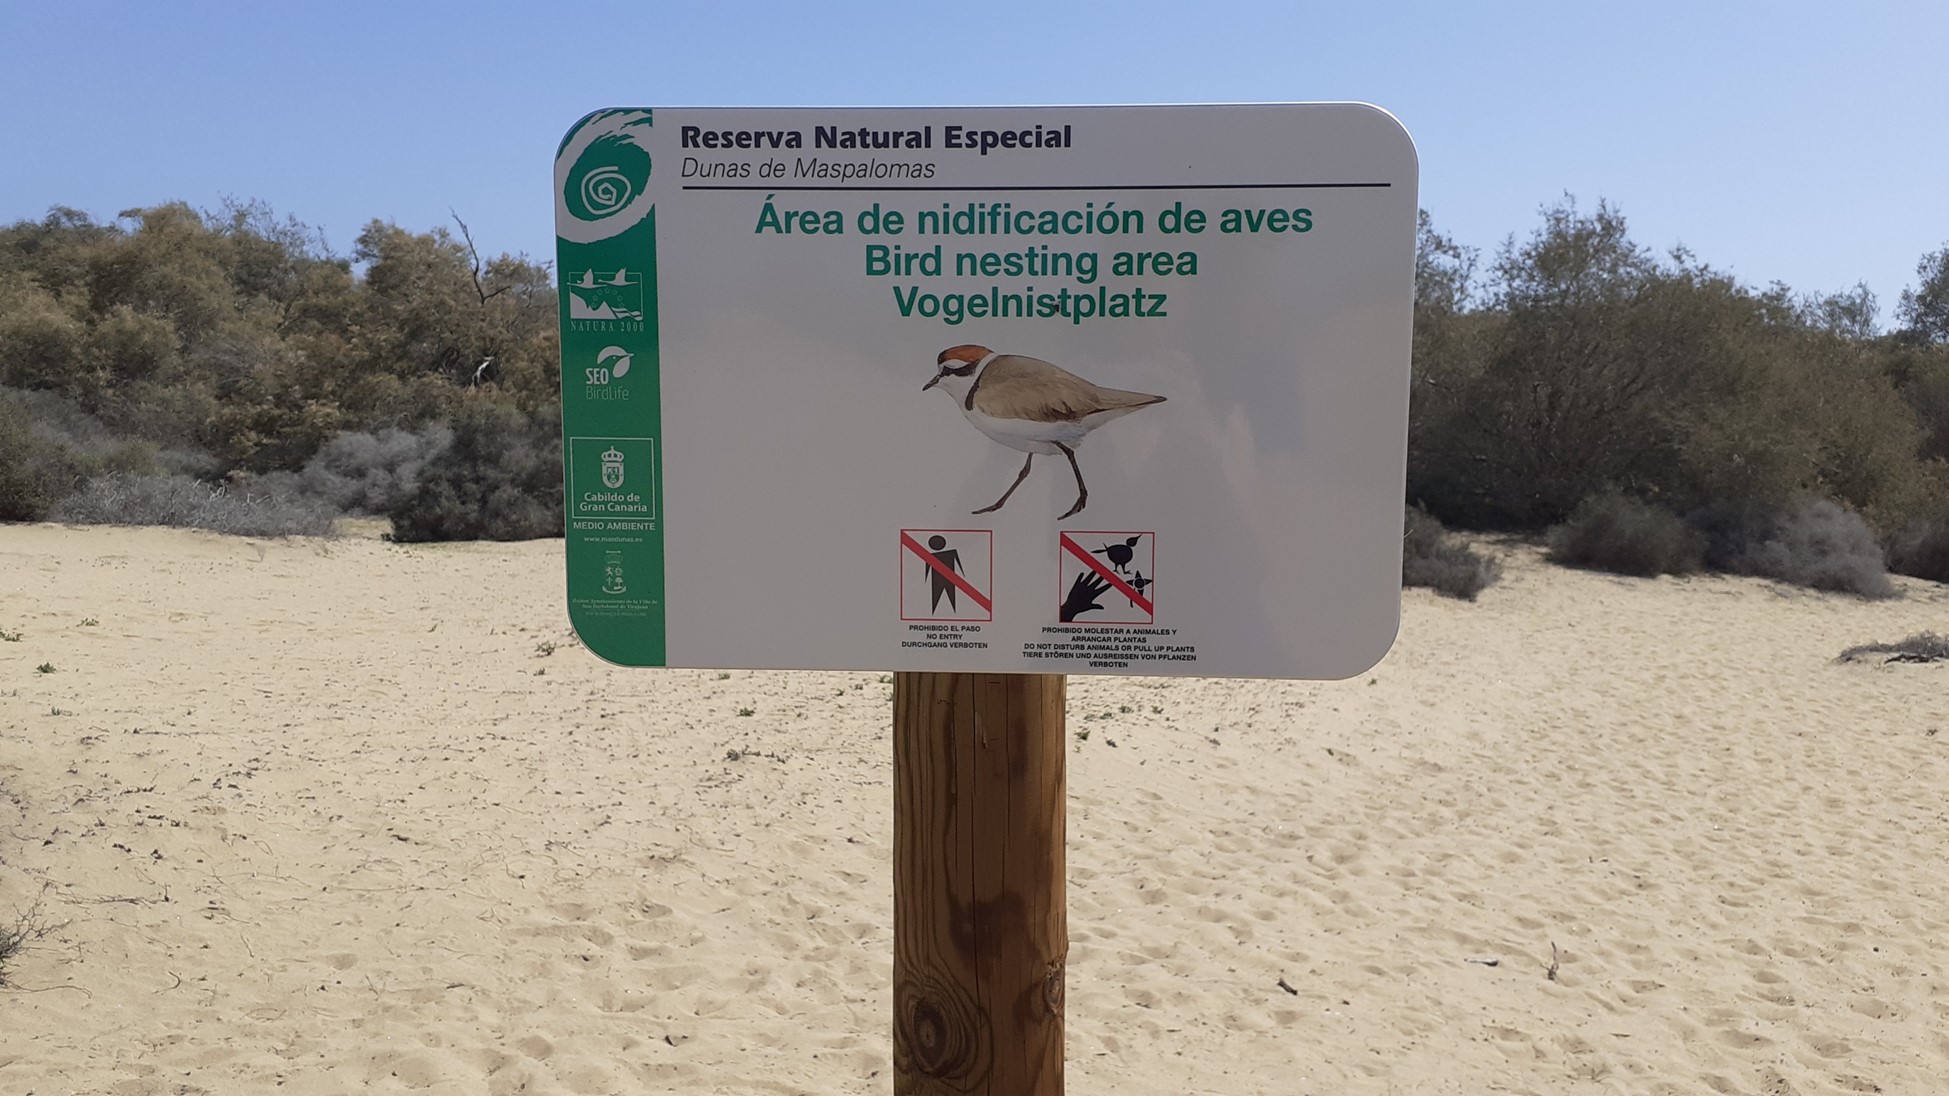 Reserva Natural Especial
Dunas de Maspalomas
Área de nidificación de aves
Bird nesting area
Vogelnistplatz
NATURA 2000
SEO
BirdLife
Cabildo de
Gran Canaria
MEDIO AMBIENTE
PROHIBIDO EL PASO
NO ENTRY
DURCHGANG VERBOTEN
PROHIBIDO MOLESTAR A ANIMALES Y
ARRANCAR PLANTAS
DO NOT DISTURB ANIMALS OR PULL UP PLANTS
TIERE STÖREN UND AUSREISSEN VON PFLANZEN
VERBOTEN